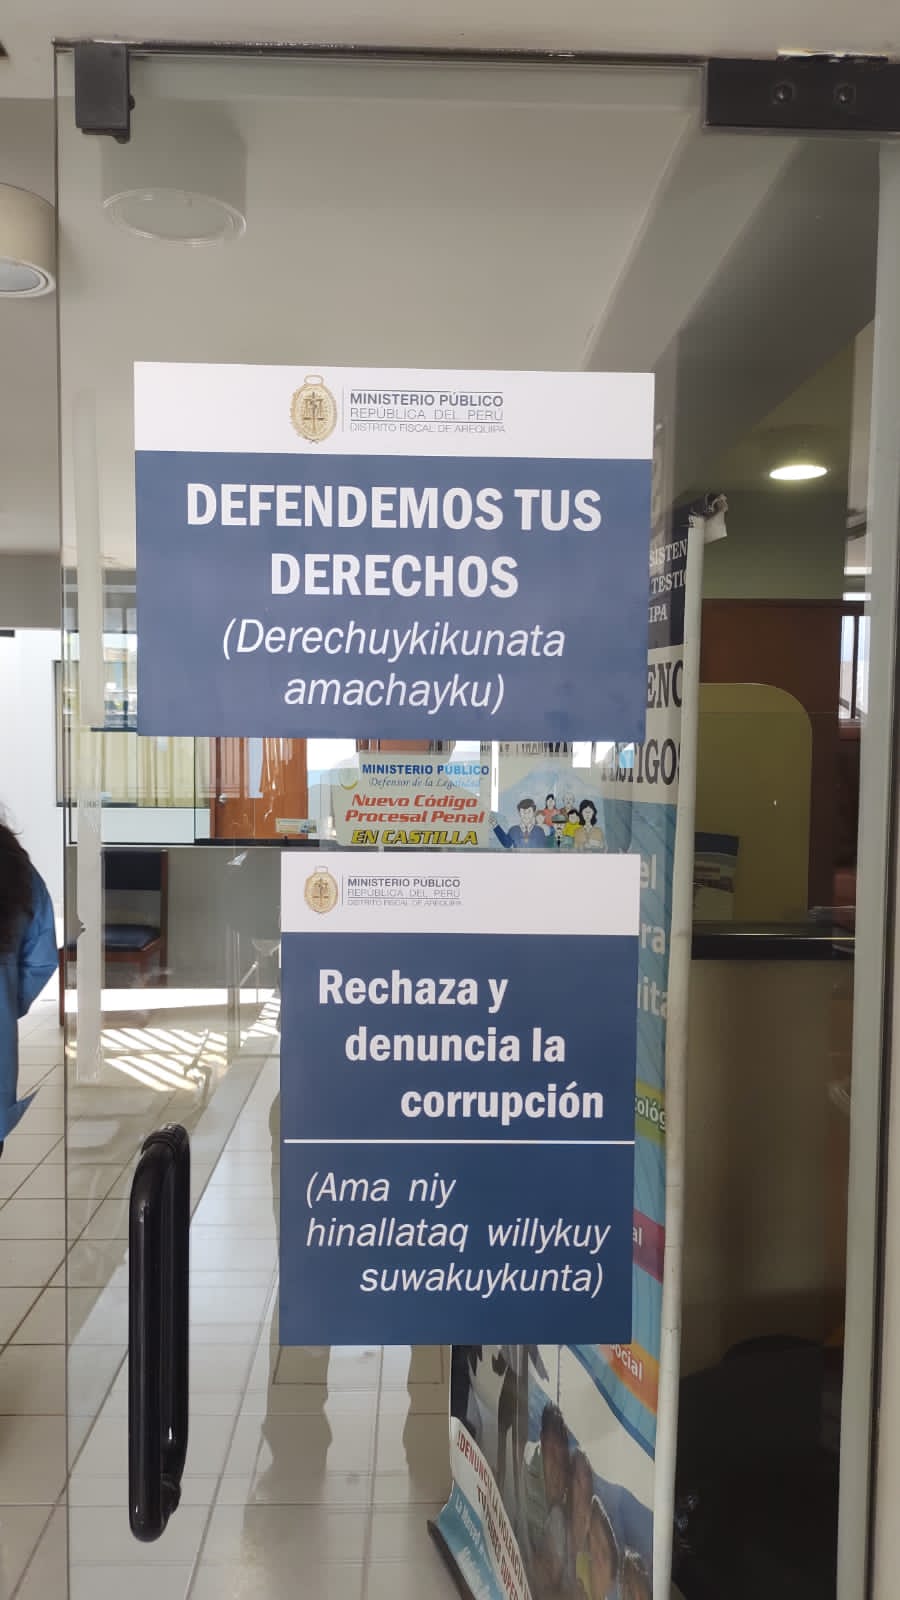 MINISTERIO PÚBLICO
REPÚBLICA DEL PERÚ
DISTRITO FISCAL DE AREQUIPA
DEFENDEMOS TUS
DERECHOS
(Derechuykikunata
amachayku)
MINISTERIO PÚBLICO
Defensor de la Legalidad
Nuevo Código
Procesal Penal
EN CASTILLA
MINISTERIO PÚBLICO
REPÚBLICA DEL PERÚ
DISTRITO FISCAL DE AREQUIPA
Rechaza y
denuncia la
corrupción
(Ama niy
hinallataq willykuy
suwakuykunta)